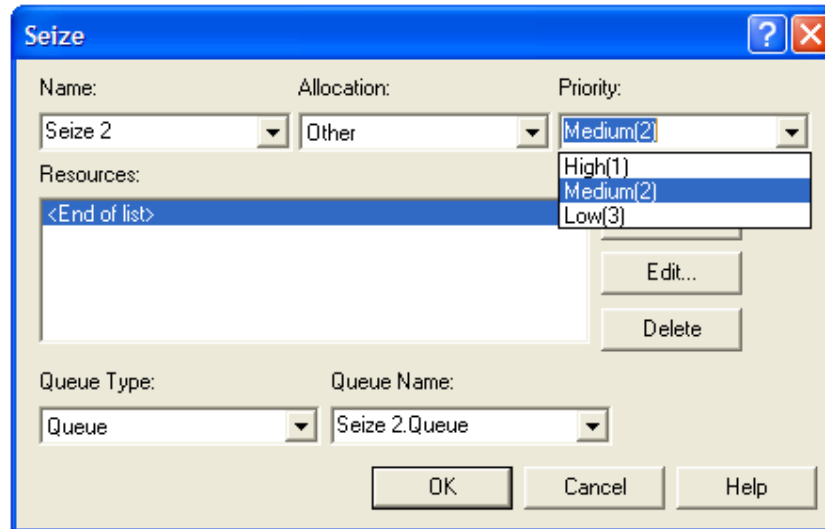 Seize
Name: Allocation: Priority:
Seize 2 Other Medium(2)
High(1)
Medium(2)
Low(3)
Resources:
<End of list>
Edit...
Delete
Queue Type: Queue Name:
Queue Seize 2.Queue
OK Cancel Help